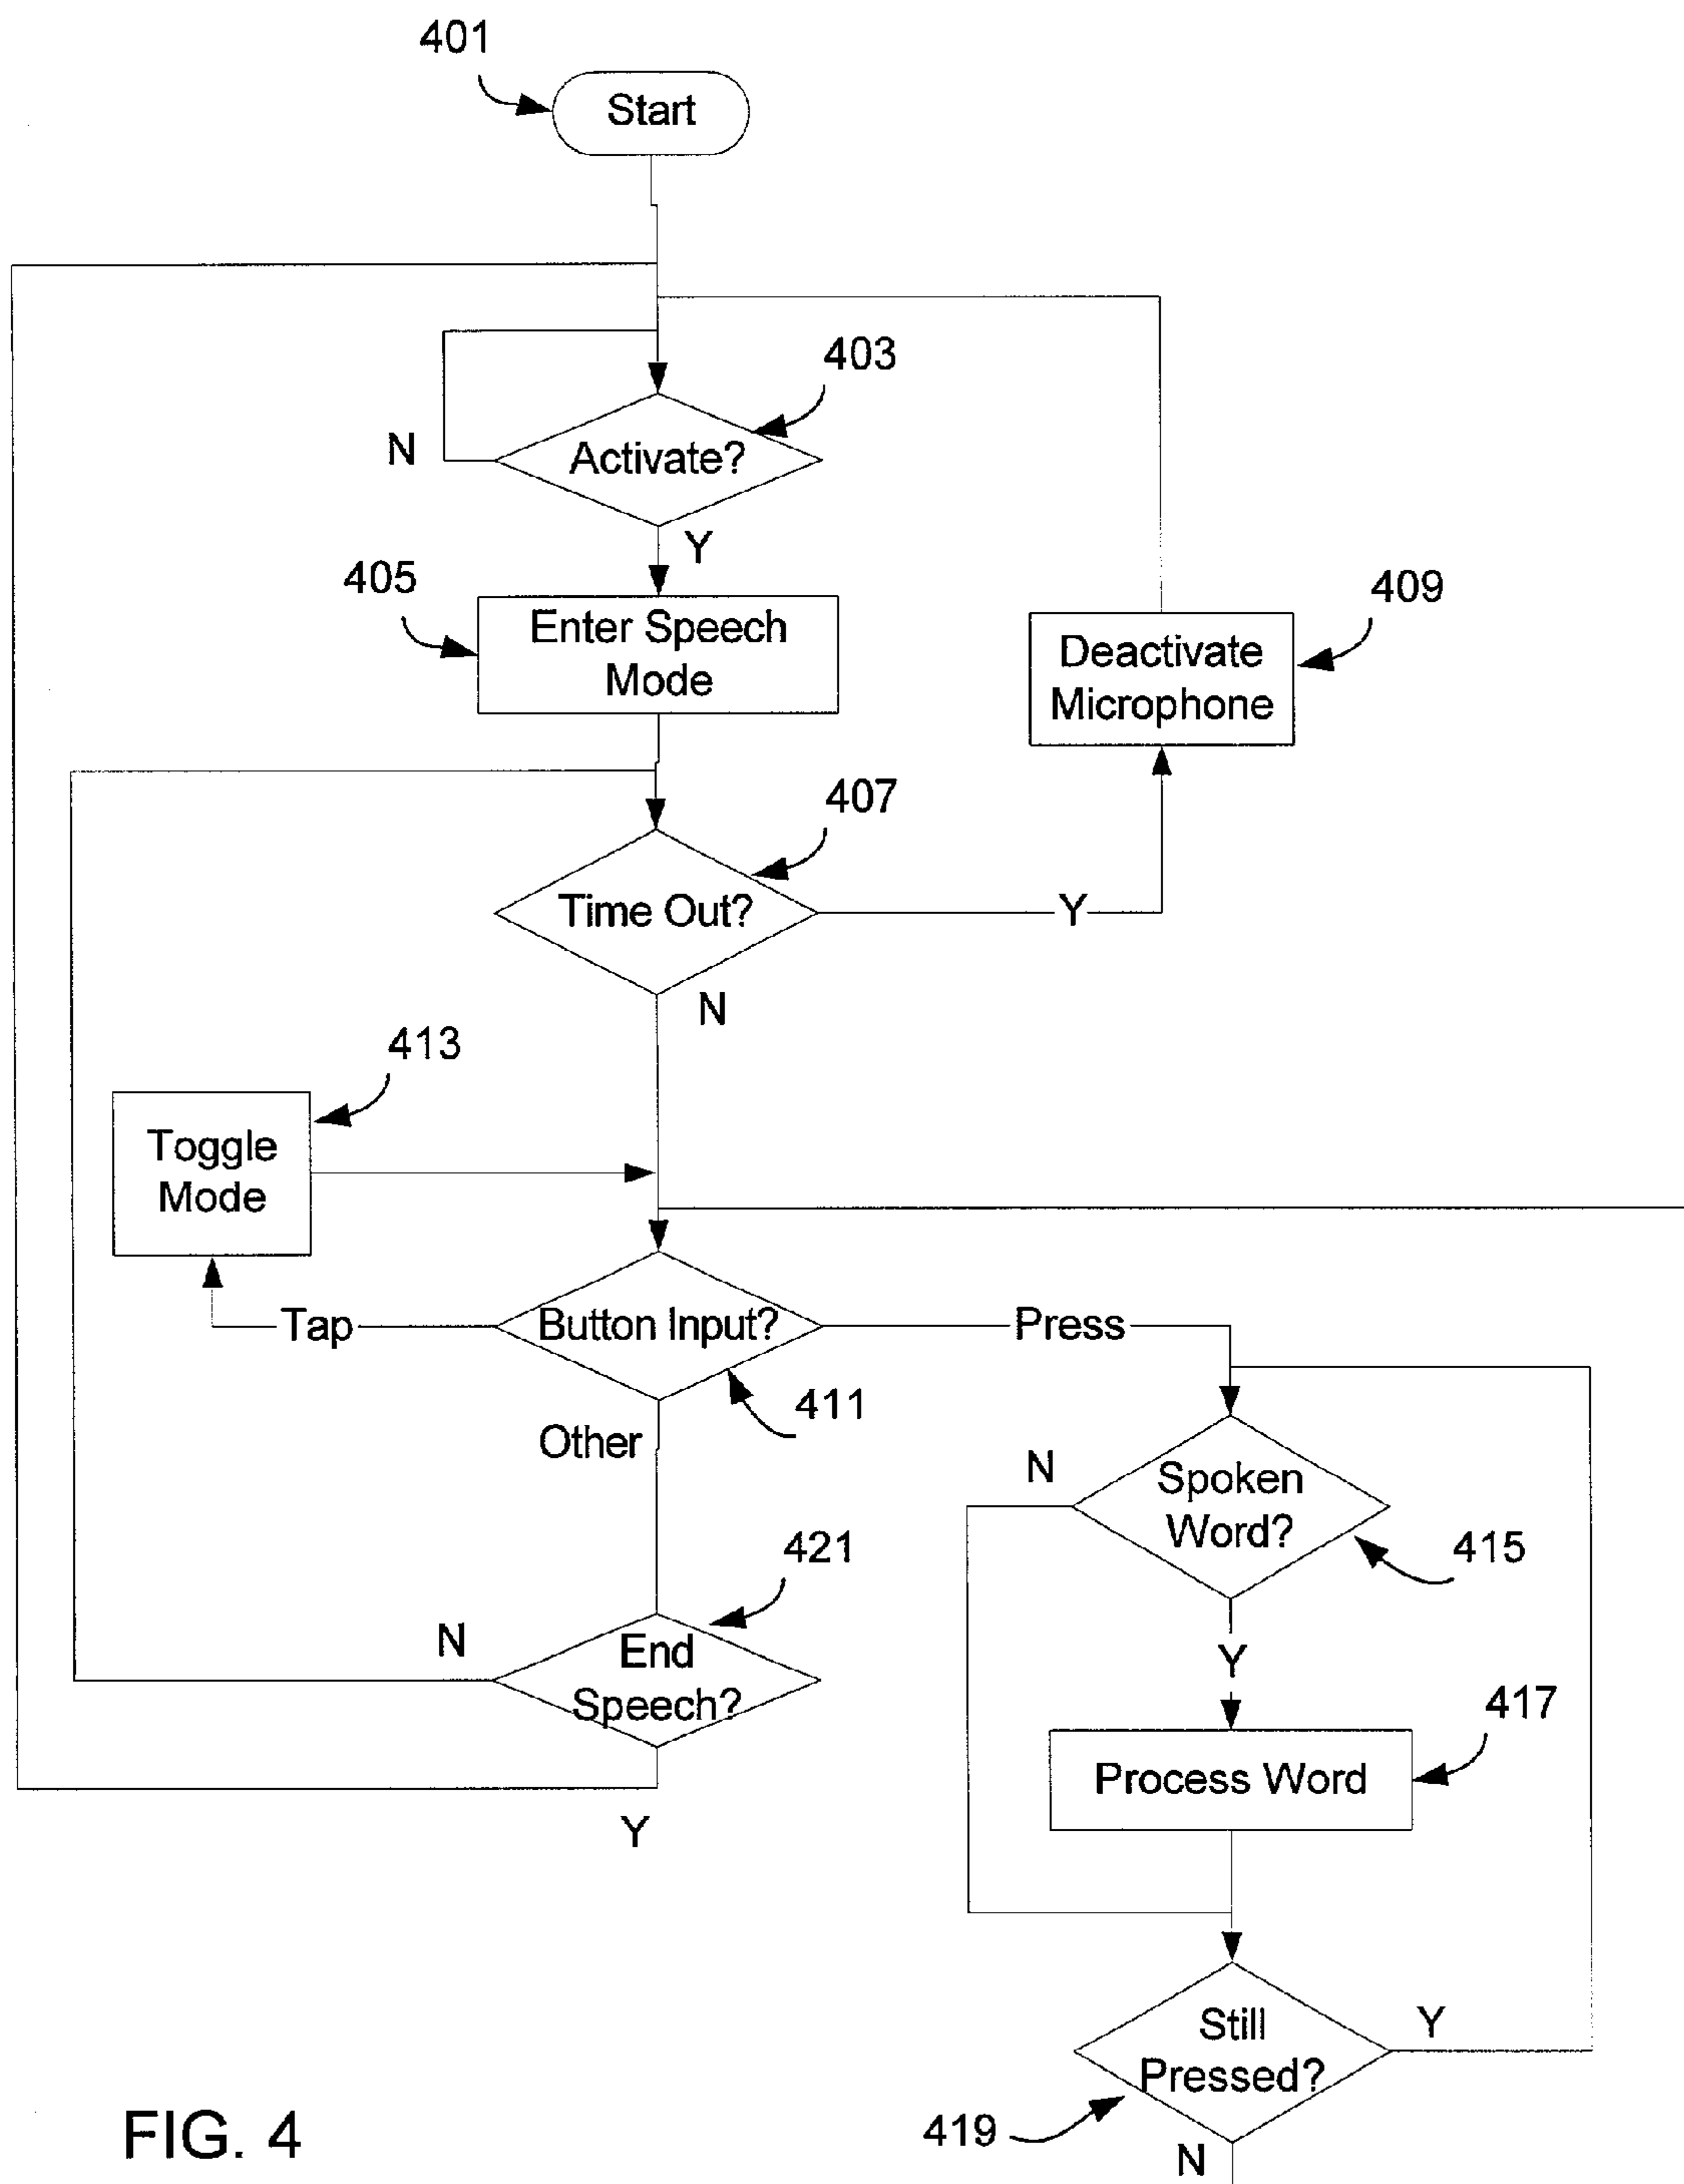 401
Start
403
N
Activate?
Y
405
Enter Speech
Mode
409
Deactivate
Microphone
407
Time Out?
Y
N
413
Toggle
Mode
Tap
Button Input?
Press
411
Other
N
Spoken
Word?
415
421
N
End
Speech?
Y
Y
417
Process Word
Still
Pressed?
Y
419
N
FIG. 4